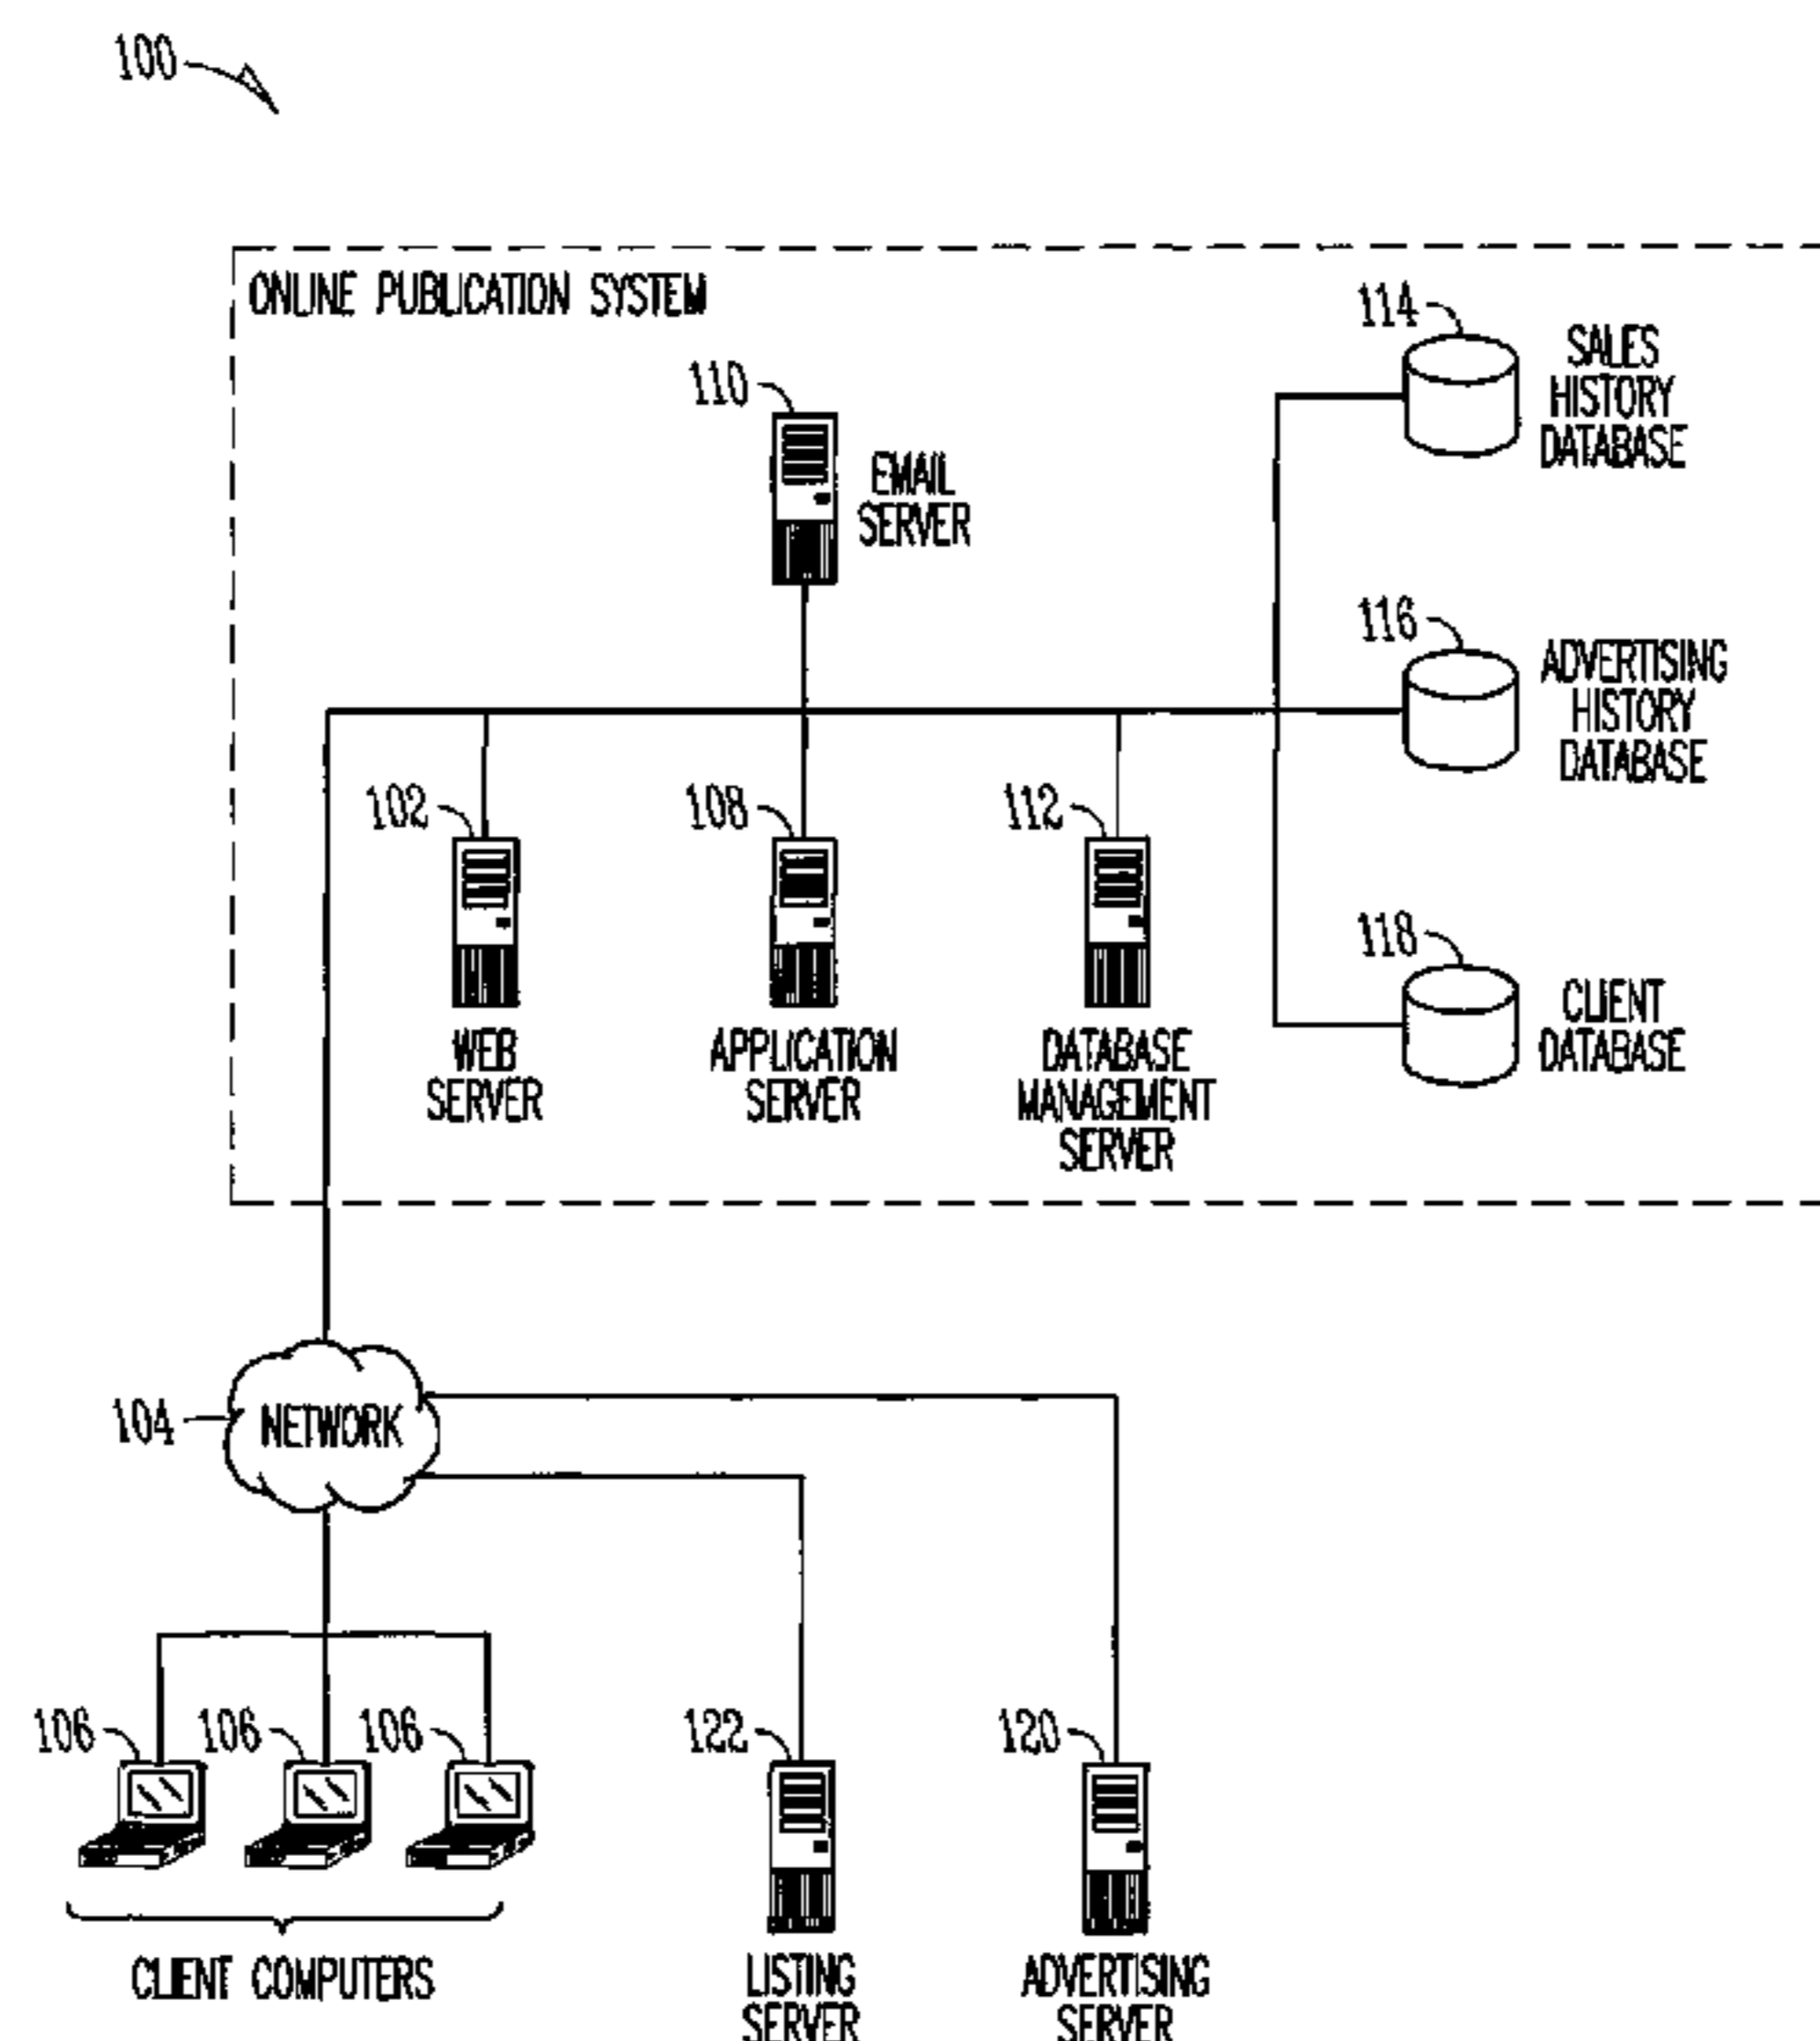 100
ONLINE PUBLICATION SYSTEM
114
SALES
HISTORY
DATABASE
110
EMAIL
SERVER
116
ADVERTISING
HISTORY
DATABASE
102
108
112
118
CLIENT
DATABASE
WEB
SERVER
APPLICATION
SERVER
DATABASE
MANAGEMENT
SERVER
104
NETWORK
106
106
106
122
120
CLIENT COMPUTERS
LISTING
SERVER
ADVERTISING
SERVER